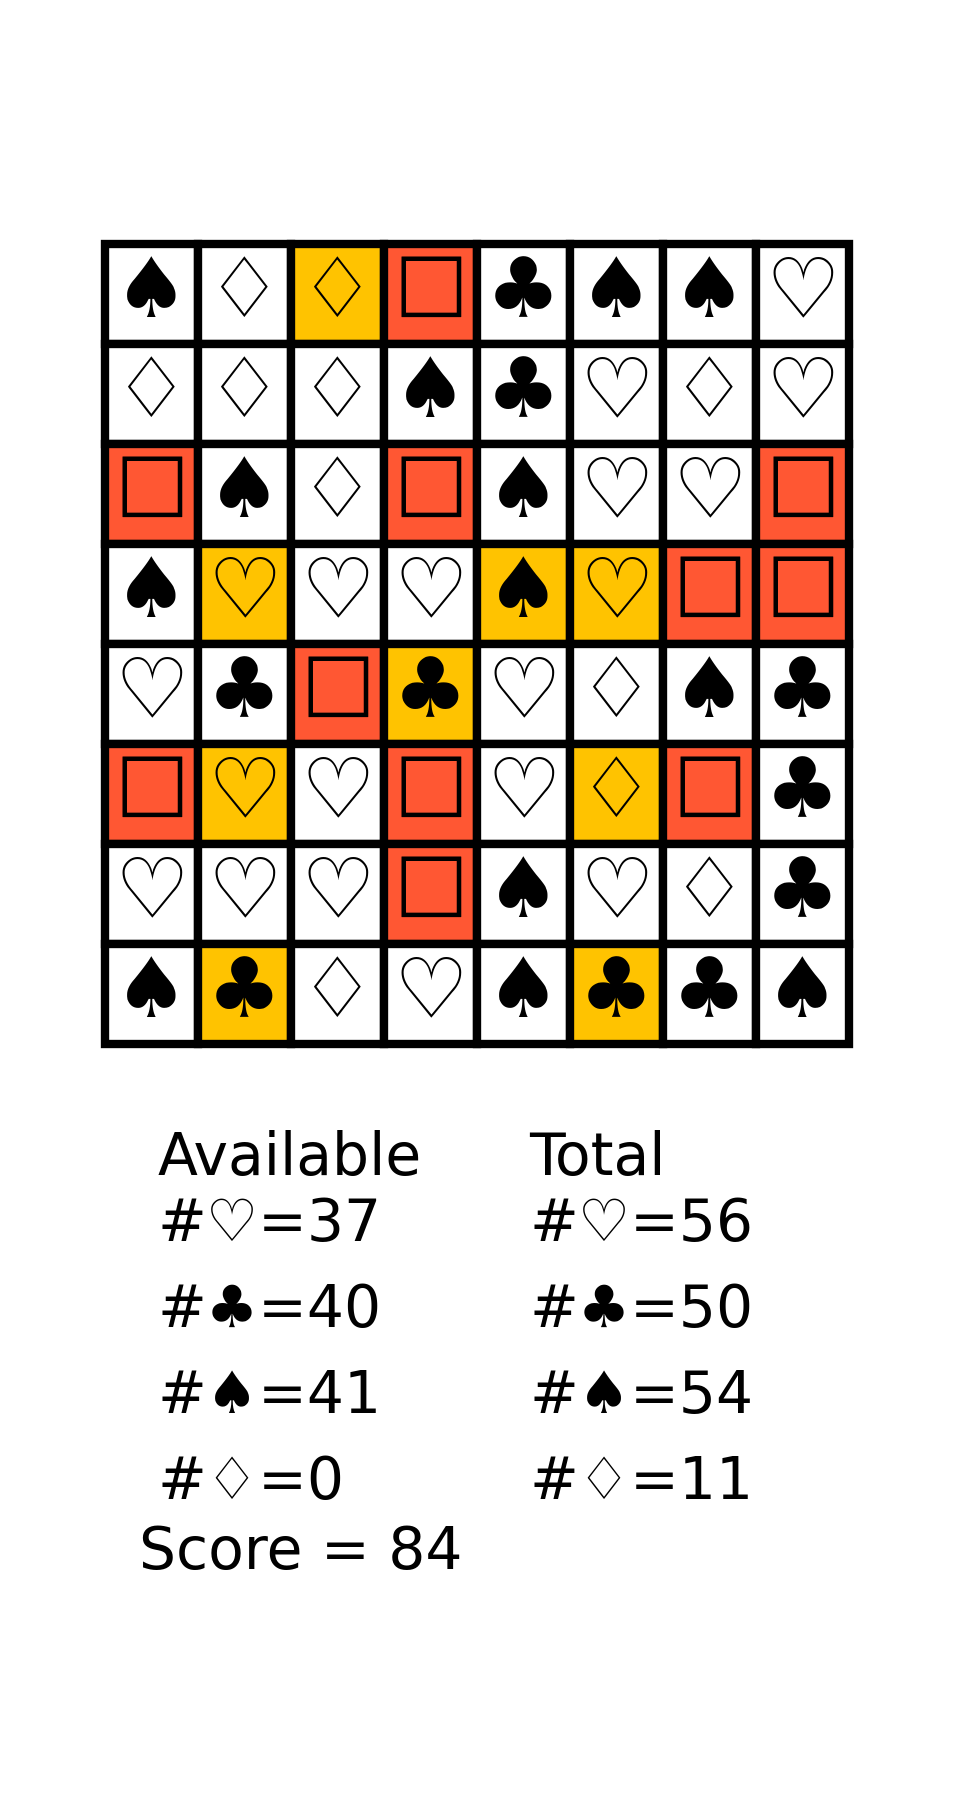 ♠ ♢ ♢ □ ♣ ♠ ♠ ♡
♢ ♢ ♢ ♠ ♣ ♡ ♢ ♡
□ ♠ ♢ □ ♠ ♡ ♡ □
♠ ♡ ♡ ♡ ♠ ♡ □ □
♡ ♣ □ ♣ ♡ ♢ ♠ ♣
□ ♡ ♡ □ ♡ ♢ □ ♣
♡ ♡ ♡ □ ♠ ♡ ♢ ♣
♠ ♣ ♢ ♡ ♠ ♣ ♣ ♠
Available Total
#♡=37 #♡=56
#♣=40 #♣=50
#♠=41 #♠=54
#♢=0 #♢=11
Score = 84